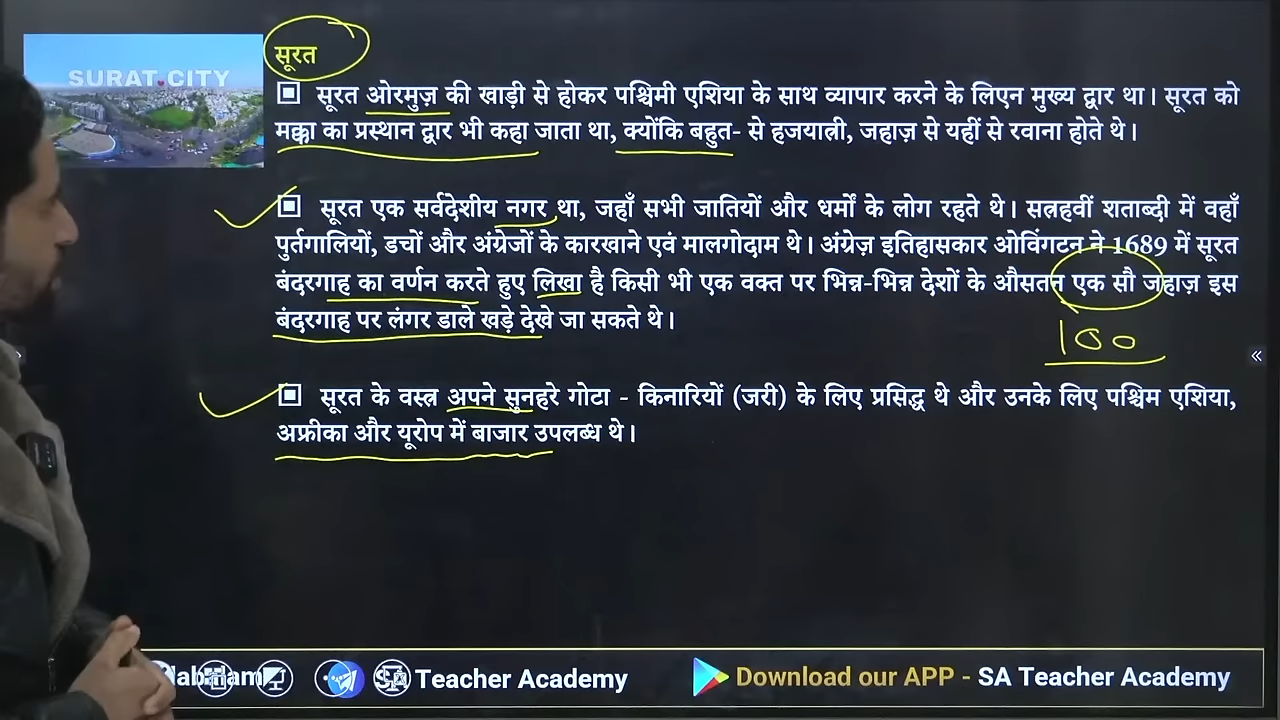 SURAT CITY
सूरत
सूरत ओरमुज़ की खाड़ी से होकर पश्चिमी एशिया के साथ व्यापार करने के लिएन मुख्य द्वार था। सूरत को
मक्का का प्रस्थान द्वार भी कहा जाता था, क्योंकि बहुत- से हजयात्री, जहाज़ से यहीं से रवाना होते थे।
सूरत एक सर्वदेशीय नगर था, जहाँ सभी जातियों और धर्मों के लोग रहते थे। सत्रहवीं शताब्दी में वहाँ
पुर्तगालियों, डचों और अंग्रेजों के कारखाने एवं मालगोदाम थे। अंग्रेज़ इतिहासकार ओविंगटन ने 1689 में सूरत
बंदरगाह का वर्णन करते हुए लिखा है किसी भी एक वक्त पर भिन्न-भिन्न देशों के औसतन एक सौ जहाज़ इस
बंदरगाह पर लंगर डाले खड़े देखे जा सकते थे।
100
सूरत के वस्त्र अपने सुनहरे गोटा - किनारियों (जरी) के लिए प्रसिद्ध थे और उनके लिए पश्चिम एशिया,
अफ्रीका और यूरोप में बाजार उपलब्ध थे।
Teacher Academy
Download our APP - SA Teacher Academy